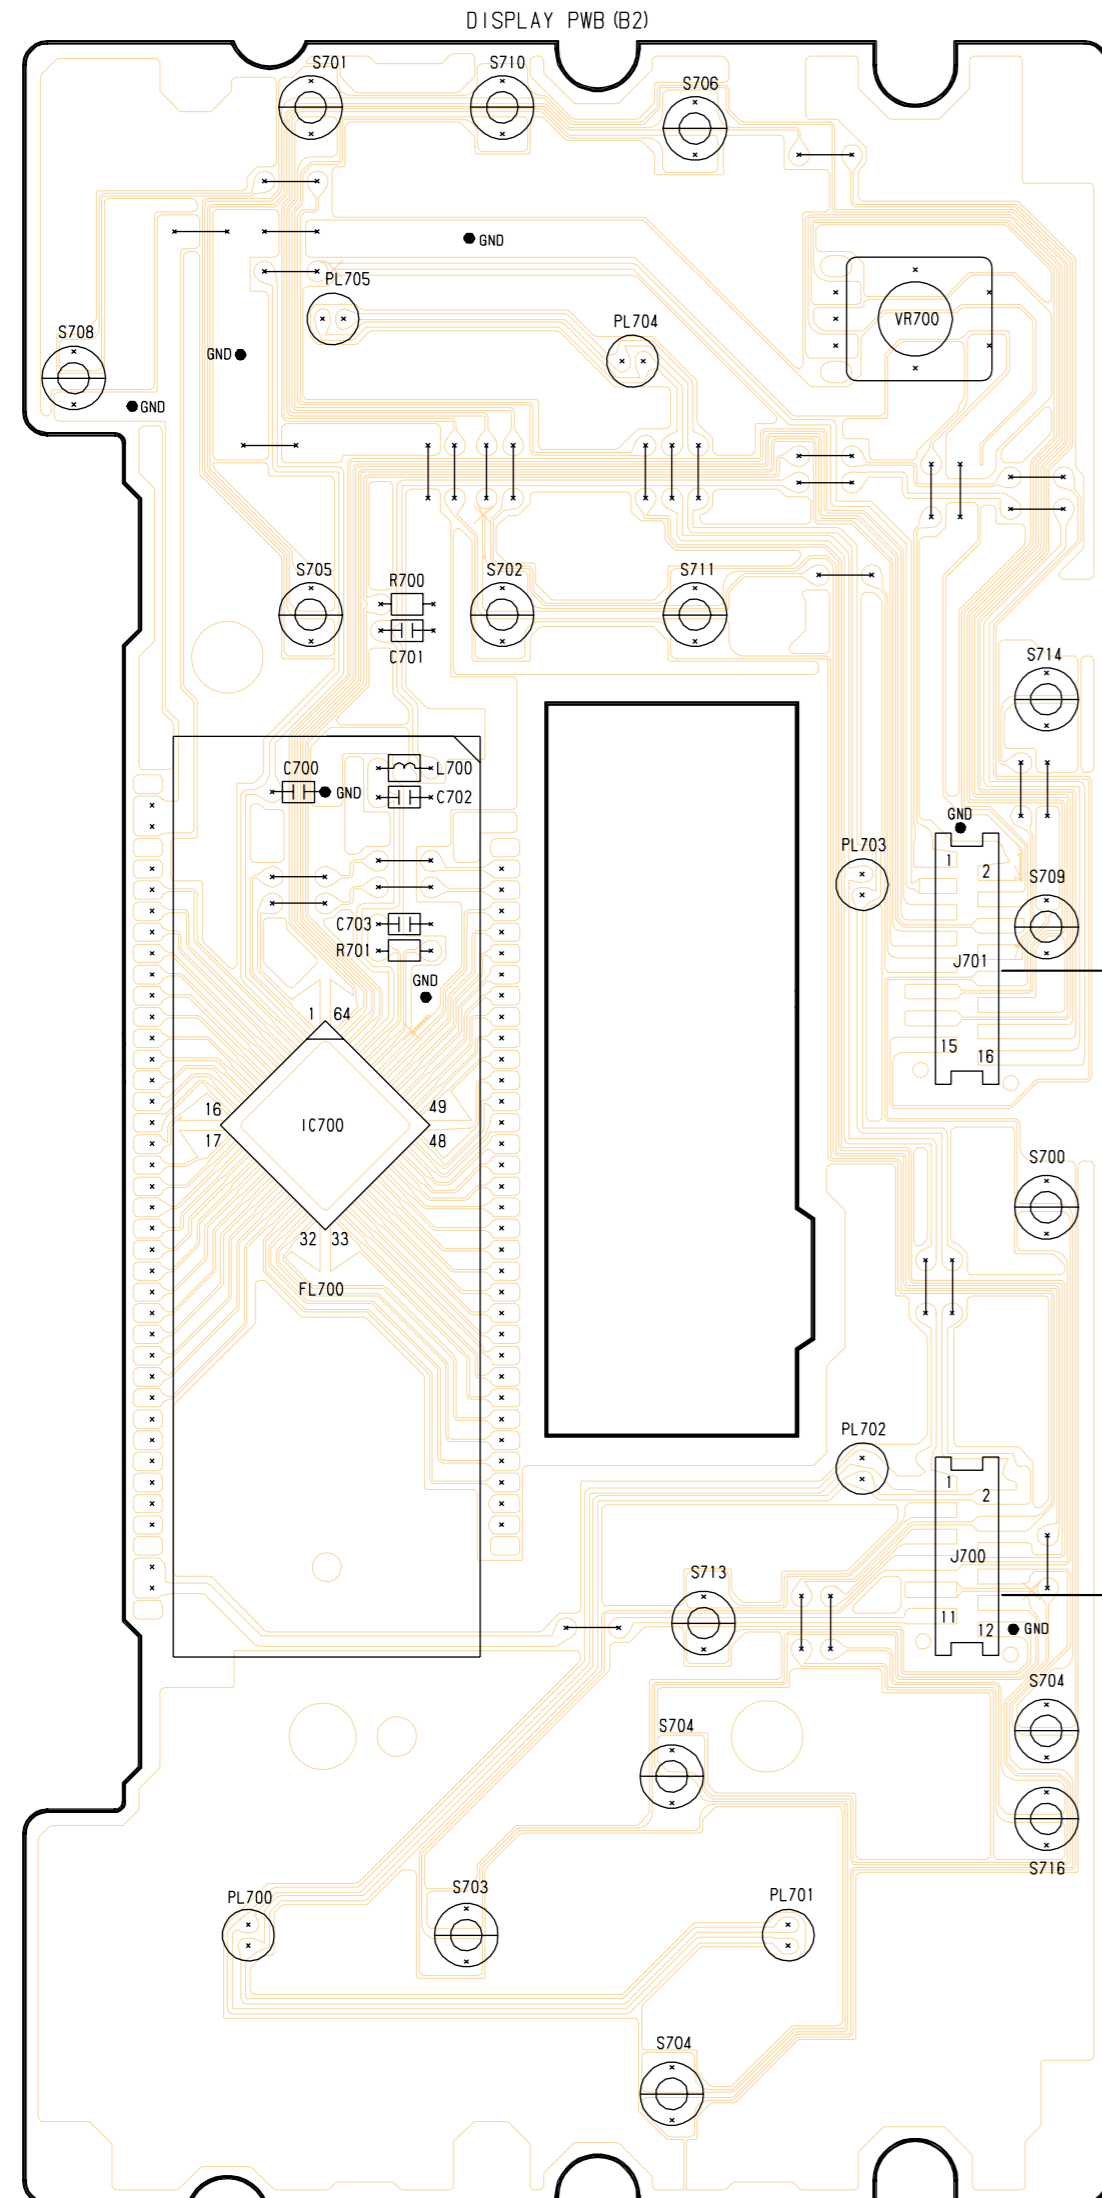 DISPLAY PWB (B2)
S701
S710
S706
GND
PL705
VR700
PL704
S708
GND
GND
S705
R700
S702
S711
C701
S714
C700
L700
GND
C702
GND
PL703
1
2
S709
C703
R701
J701
GND
1
64
15
16
16
49
IC700
17
48
S700
32
33
FL700
PL702
1
2
J700
S713
11
12
GND
S704
S704
S716
S703
PL700
PL701
S704